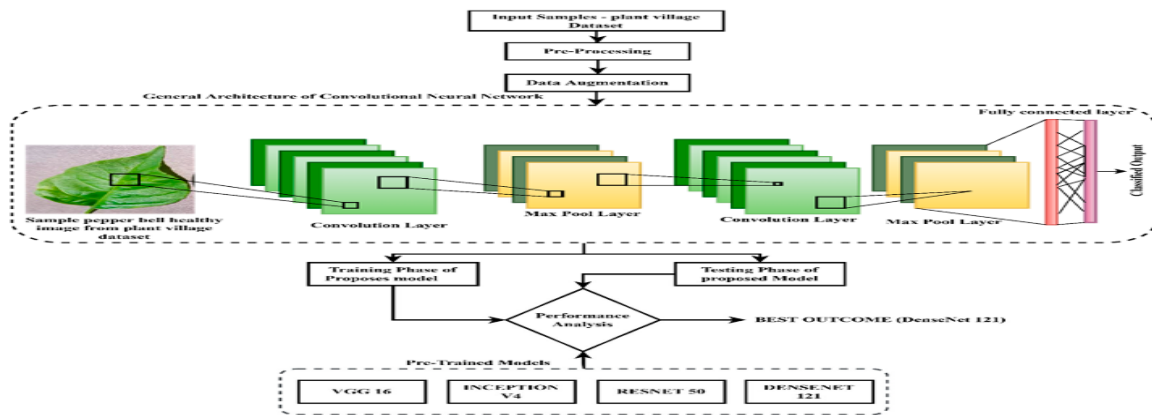 Input Samples - plant village
Dataset
Pre-Processing
Data Augmentation
General Architecture of Convolutional Neural Network
Fully connected layer
Classified Output
Sample pepper bell healthy
image from plant village
dataset
Convolution Layer
Max Pool Layer
Convolution Layer
Max Pool Layer
Training Phase of
Proposes model
Testing Phase of
proposed Model
Performance
Analysis
BEST OUTCOME (DenseNet 121)
Pre-Trained Models
VGG 16
INCEPTION
V4
RESNET 50
DENSENET
121